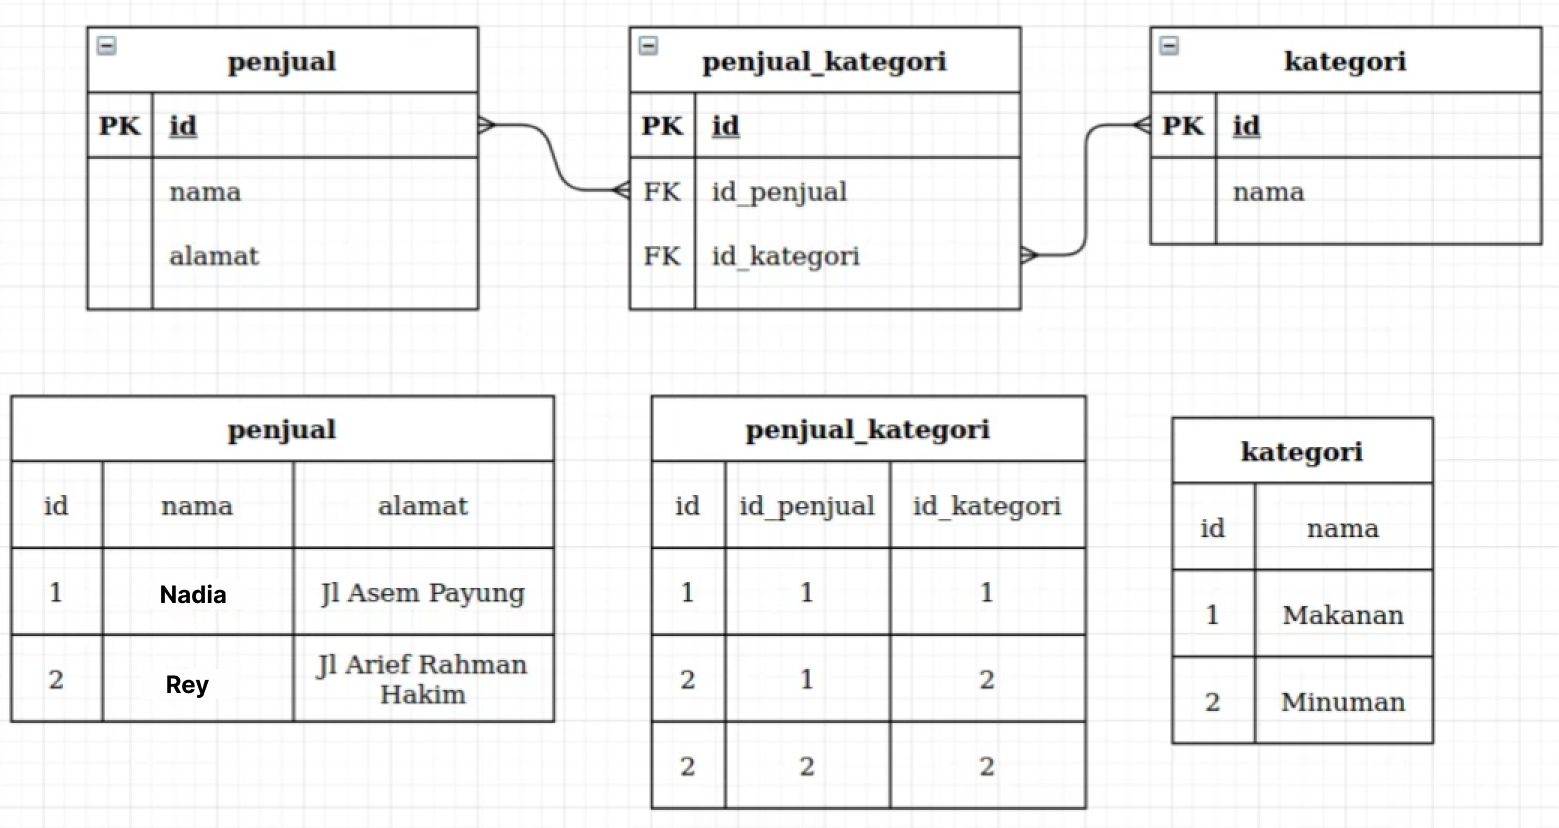 penjual
PK id
nama
alamat
penjual_kategori
PK id
FK id_penjual
FK id_kategori
kategori
PK id
nama
penjual
id nama alamat
1 Nadia Jl Asem Payung
2 Rey Jl Arief Rahman
Hakim
penjual_kategori
id id_penjual id_kategori
1 1 1
2 1 2
2 2 2
kategori
id nama
1 Makanan
2 Minuman